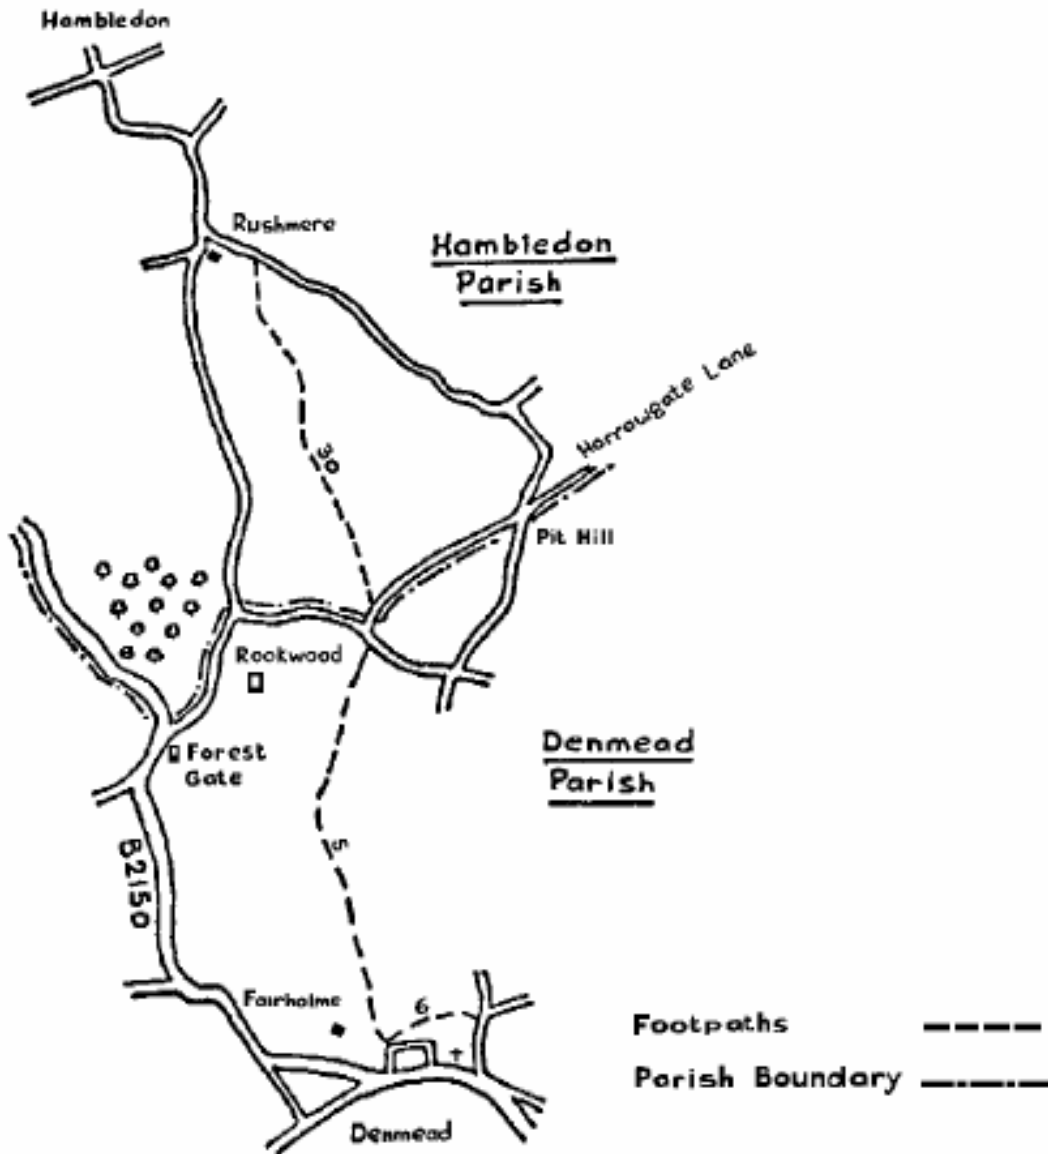 Hambledon
Rushmere
Hambledon
Parish
Harrowgate Lane
30
Pit Hill
Rookwood
Forest
Gate
Denmead
Parish
5
B2150
Fairholme
6
Footpaths
Parish Boundary
Denmead